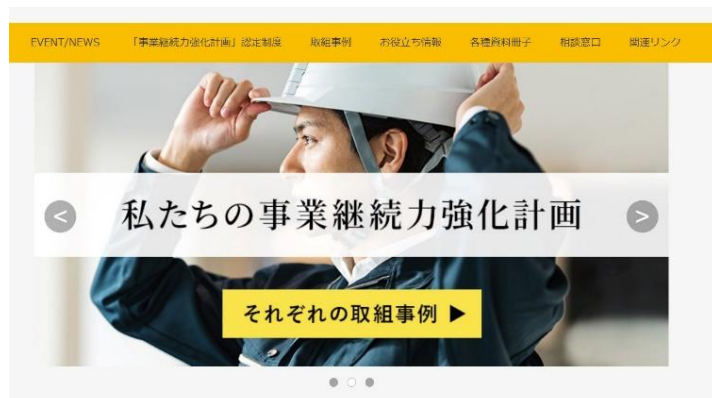 EVENT/NEWS 「事業継続力強化計画」認定制度 取組事例 お役立ち情報 各種資料冊子 相談窓口 関連リンク
私たちの事業継続力強化計画
それぞれの取組事例 ▶